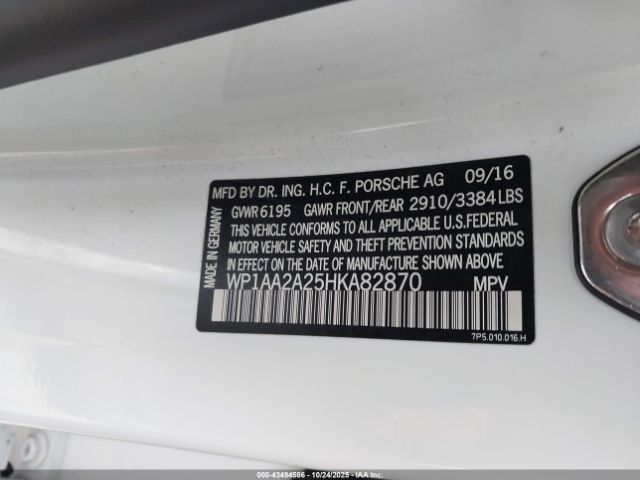 MFD BY DR. ING. H.C. F. PORSCHE AG 09/16
GVWR 6195 GAWR FRONT/REAR 2910/3384 LBS
THIS VEHICLE CONFORMS TO ALL APPLICABLE U.S.FEDERAL
MOTOR VEHICLE SAFETY AND THEFT PREVENTION STANDARDS
IN EFFECT ON THE DATE OF MANUFACTURE SHOWN ABOVE
WP1AA2A25HKA82870 MPV
7P5.010.016.H
MADE IN GERMANY
000-43494586 - 10/24/2025 - IAAI.COM